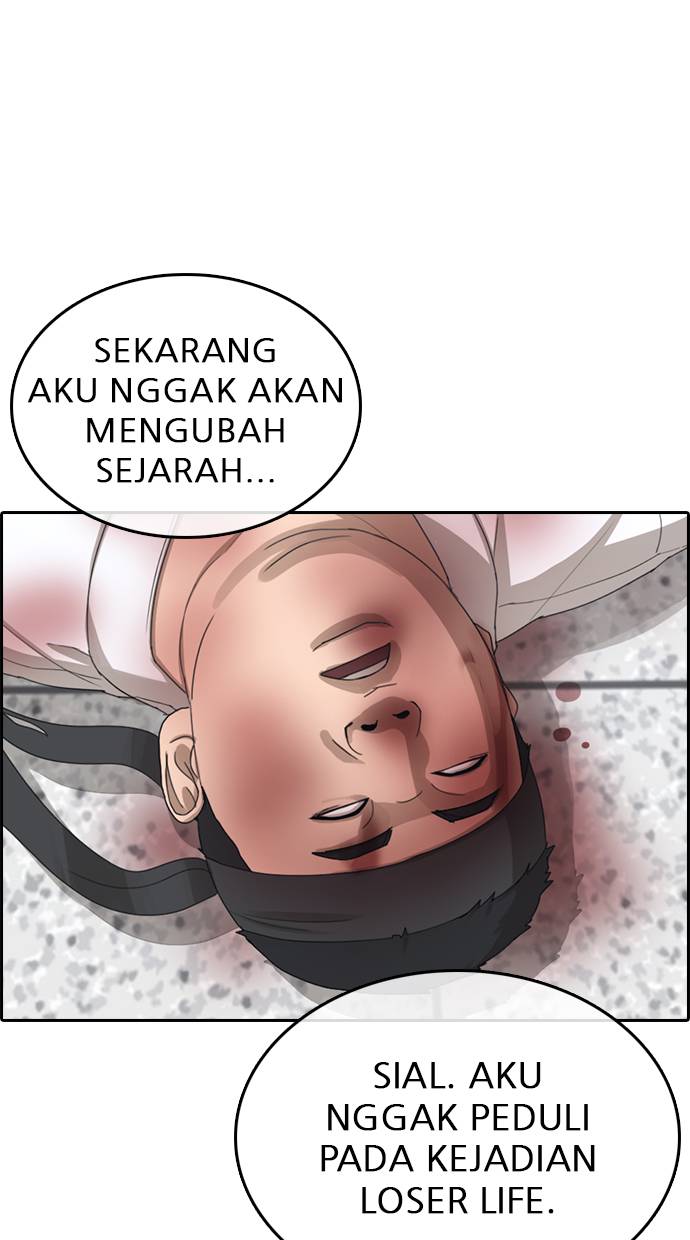 SEKARANG
AKU NGGAK AKAN
MENGUBAH
SEJARAH...
SIAL. AKU
NGGAK PEDULI
PADA KEJADIAN
LOSER LIFE.